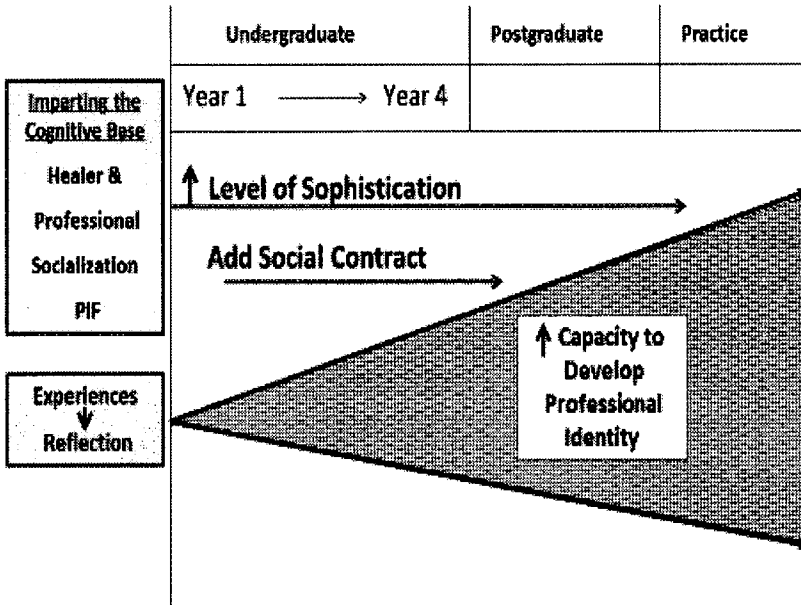 Undergraduate
Postgraduate
Practice
Year 1
Year 4
Imparting the
Cognitive Base
Healer &
Professional
Socialization
PIF
Level of Sophistication
Add Social Contract
Capacity to
Develop
Professional
Identity
Experiences
Reflection